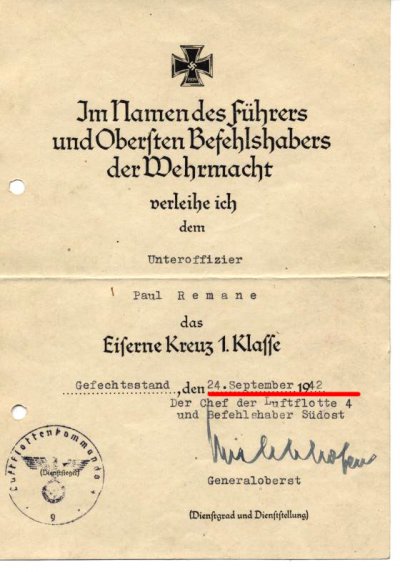 Im Namen des Führers
und Obersten Befehlshabers
der Wehrmacht
verleihe ich
dem
Unteroffizier
Paul Remane
das
Eiserne Kreuz 1. Klasse
Gefechtsstand, den 24. September 1942
Der Chef der Luftflotte 4
und Befehlshaber Südost
Generaloberst
(Dienstgrad und Dienststellung)
Luftflottenkommando
(Dienstsiegel)